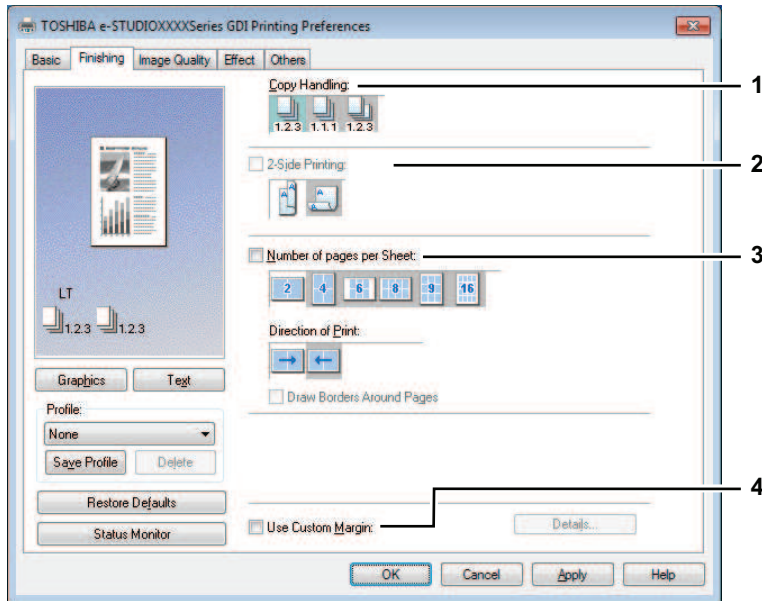 TOSHIBA e-STUDIOXXXXSeries GDI Printing Preferences
Basic Finishing Image Quality Effect Others
Copy Handling: 1
1.2.3 1.1.1 1.2.3
2-Side Printing: 2
A A A
Number of pages per Sheet: 3
2 4 6 8 9 16
LT
1.2.3 1.2.3
Direction of Print:
Graphics Text
Draw Borders Around Pages
Profile:
None
Save Profile Delete
Restore Defaults
Use Custom Margin: Details... 4
Status Monitor
OK Cancel Apply Help